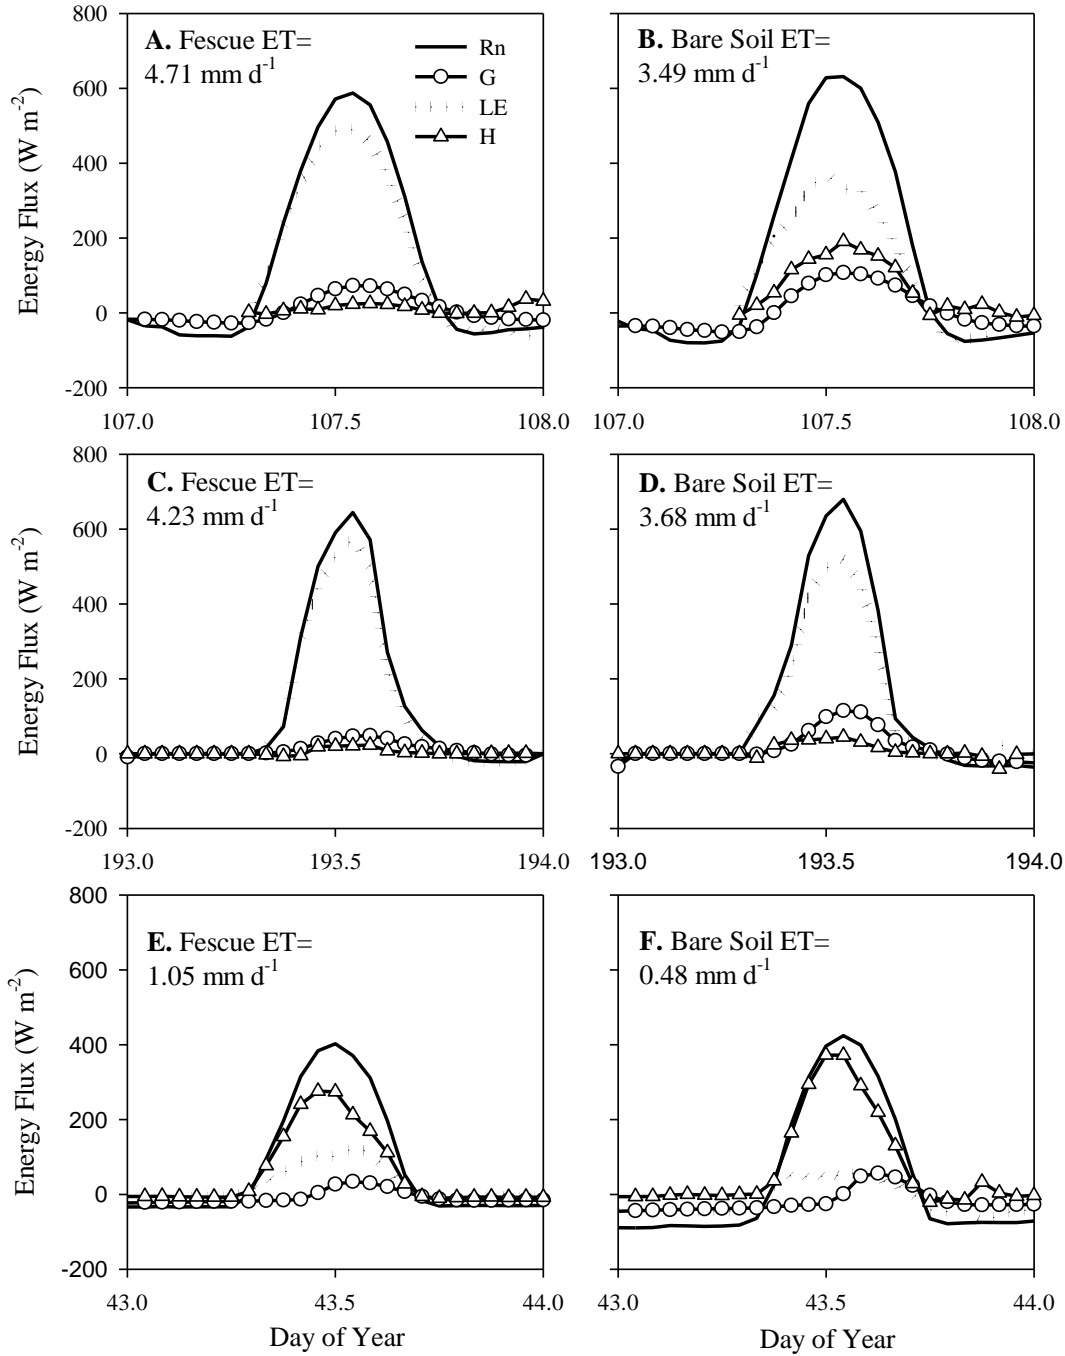 800
600
400
200
0
-200
Energy Flux (W m-2)
A. Fescue ET=
4.71 mm d-1
Rn
G
LE
H
107.0
107.5
108.0
B. Bare Soil ET=
3.49 mm d-1
107.0
107.5
108.0
800
600
400
200
0
-200
Energy Flux (W m-2)
C. Fescue ET=
4.23 mm d-1
193.0
193.5
194.0
D. Bare Soil ET=
3.68 mm d-1
193.0
193.5
194.0
800
600
400
200
0
-200
Energy Flux (W m-2)
E. Fescue ET=
1.05 mm d-1
43.0
43.5
44.0
Day of Year
F. Bare Soil ET=
0.48 mm d-1
43.0
43.5
44.0
Day of Year